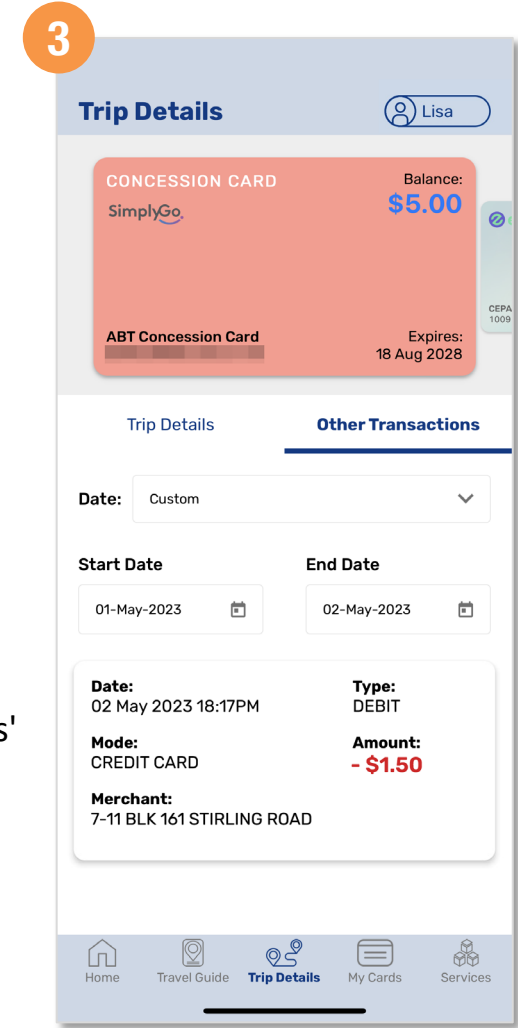 3
Trip Details
Lisa
CONCESSION CARD
SimplyGo
Balance:
$5.00
ABT Concession Card
Expires:
18 Aug 2028
CEPA
1009
Trip Details
Other Transactions
Date:
Custom
Start Date
End Date
01-May-2023
02-May-2023
Date:
02 May 2023 18:17PM
Type:
DEBIT
Mode:
CREDIT CARD
Amount:
- $1.50
Merchant:
7-11 BLK 161 STIRLING ROAD
s'
Home
Travel Guide
Trip Details
My Cards
Services